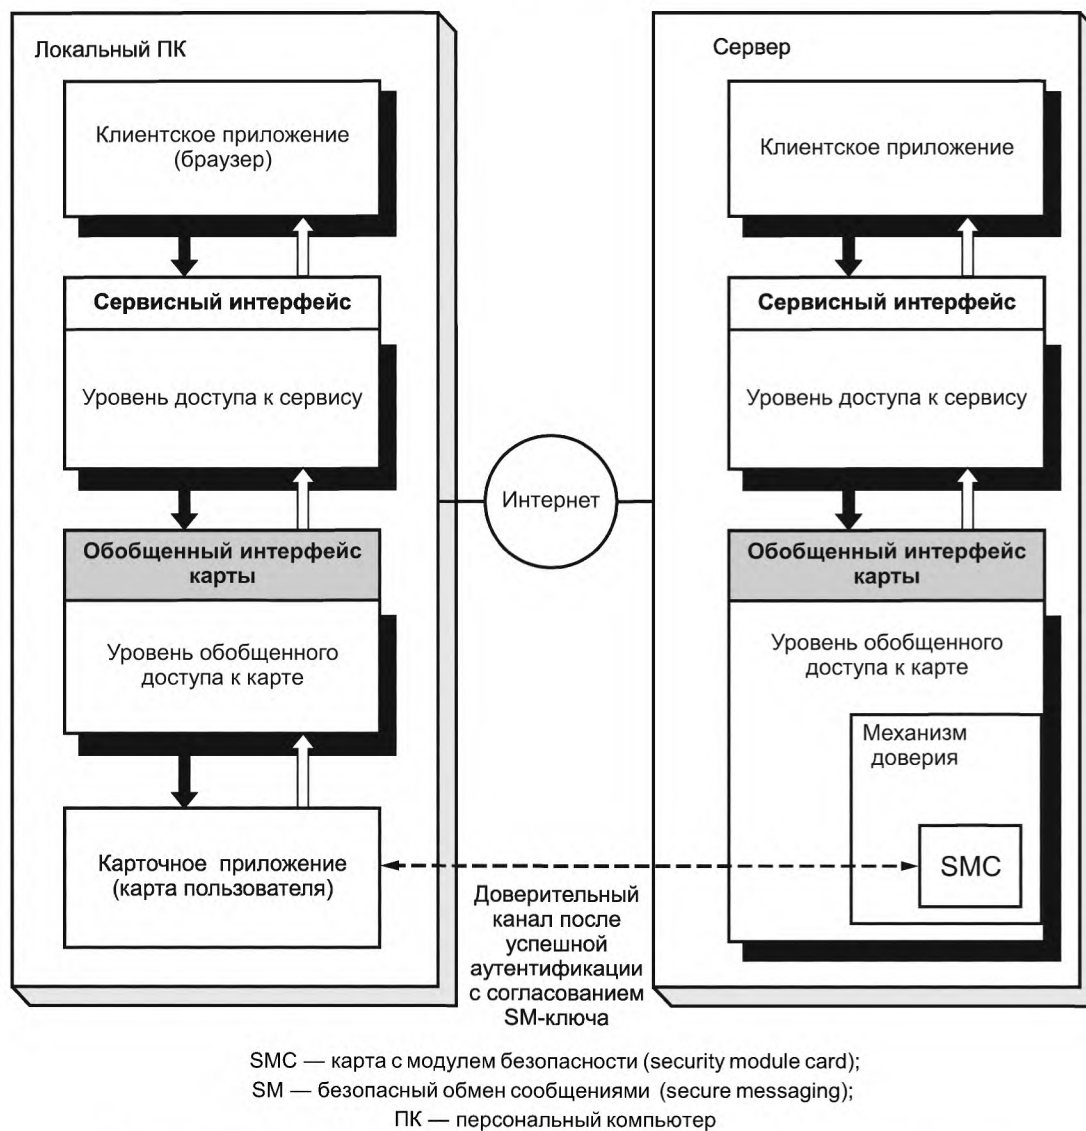 Локальный ПК
Клиентское приложение
(браузер)
Сервисный интерфейс
Уровень доступа к сервису
Обобщенный интерфейс
карты
Уровень обобщенного
доступа к карте
Карточное приложение
(карта пользователя)
Интернет
Доверительный
канал после
успешной
аутентификации
с согласованием
SM-ключа
Сервер
Клиентское приложение
Сервисный интерфейс
Уровень доступа к сервису
Обобщенный интерфейс
карты
Уровень обобщенного
доступа к карте
Механизм
доверия
SMC
SMC — карта с модулем безопасности (security module card);
SM — безопасный обмен сообщениями (secure messaging);
ПК — персональный компьютер